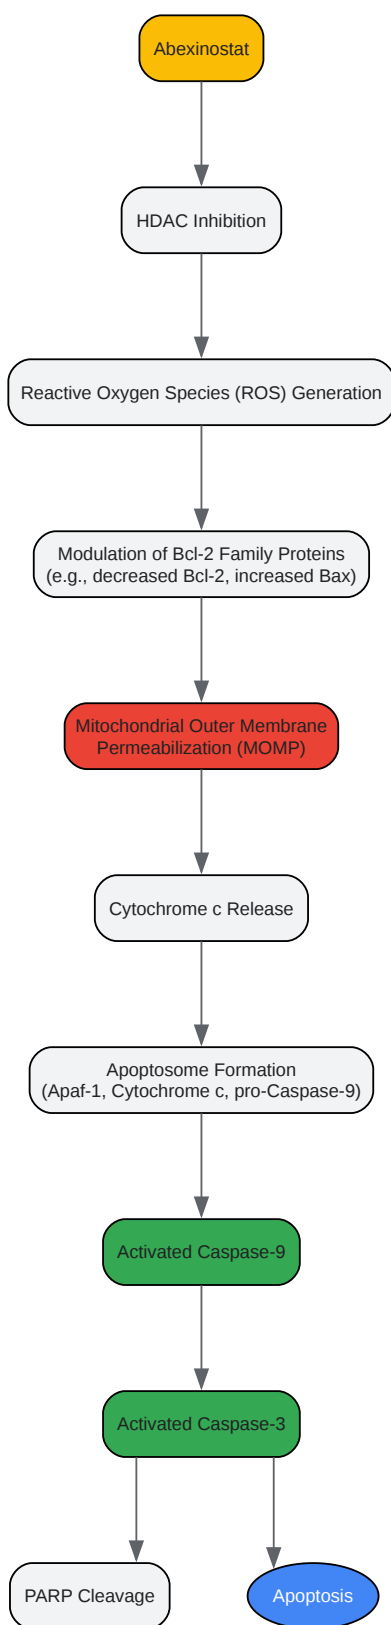 Abexinostat
HDAC Inhibition
Reactive Oxygen Species (ROS) Generation
Modulation of Bcl-2 Family Proteins
(e.g., decreased Bcl-2, increased Bax)
Mitochondrial Outer Membrane
Permeabilization (MOMP)
Cytochrome c Release
Apoptosome Formation
(Apaf-1, Cytochrome c, pro-Caspase-9)
Activated Caspase-9
Activated Caspase-3
PARP Cleavage
Apoptosis